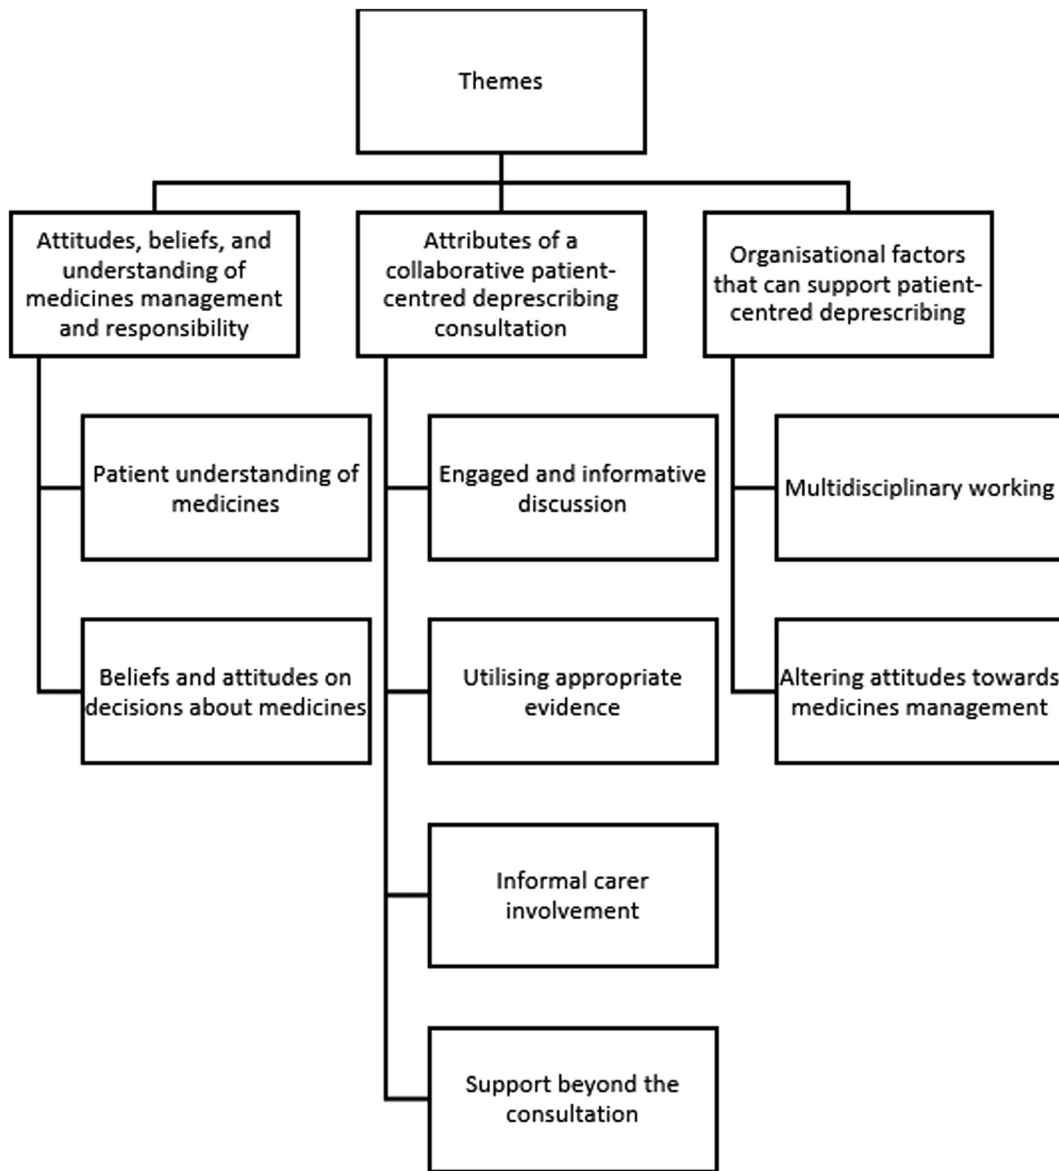 Themes
Attitudes, beliefs, and
understanding of
medicines management
and responsibility
Attributes of a
collaborative patient-
centred deprescribing
consultation
Organisational factors
that can support patient-
centred deprescribing
Patient understanding of
medicines
Engaged and informative
discussion
Multidisciplinary working
Beliefs and attitudes on
decisions about medicines
Utilising appropriate
evidence
Altering attitudes towards
medicines management
Informal carer
involvement
Support beyond the
consultation